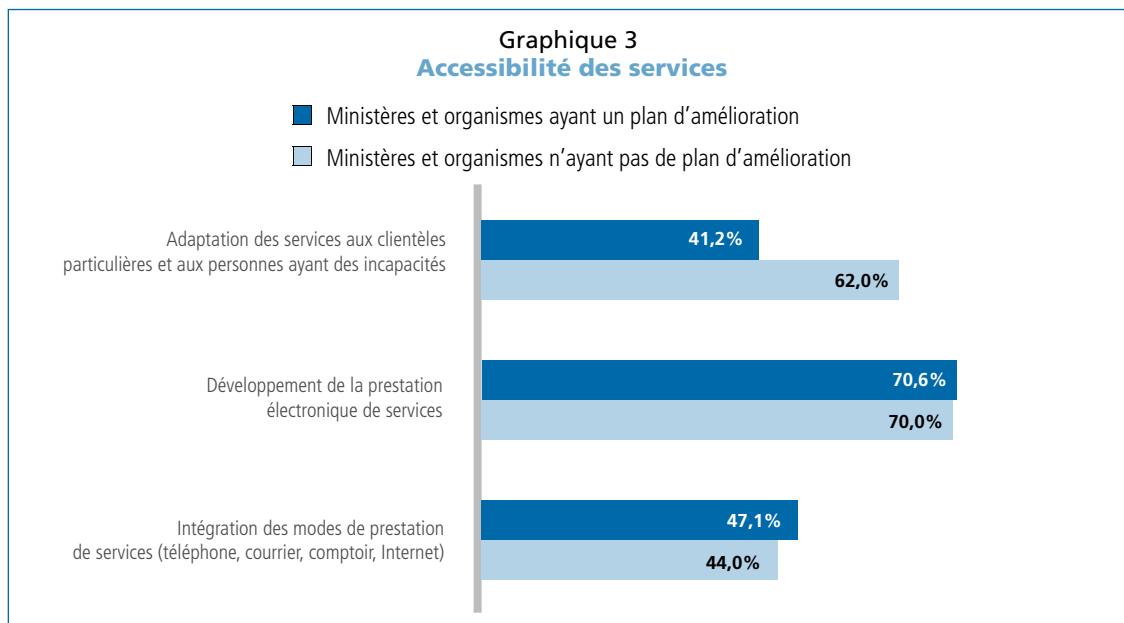 Graphique 3
Accessibilité des services
Ministères et organismes ayant un plan d’amélioration
Ministères et organismes n’ayant pas de plan d’amélioration
Adaptation des services aux clientèles
particulières et aux personnes ayant des incapacités
41,2%
62,0%
Développement de la prestation
électronique de services
70,6%
70,0%
Intégration des modes de prestation
de services (téléphone, courrier, comptoir, Internet)
47,1%
44,0%